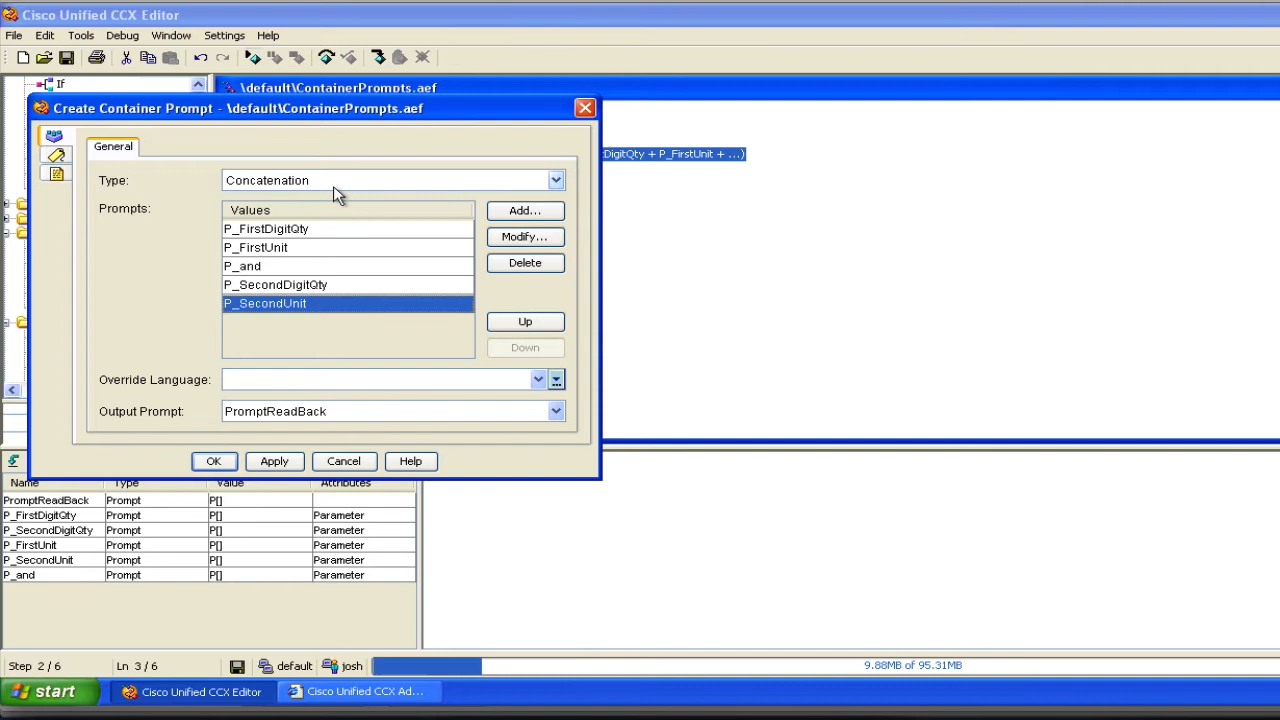 Cisco Unified CCX Editor
File Edit Tools Debug Window Settings Help
If
\default\ContainerPrompts.aef
Create Container Prompt - \default\ContainerPrompts.aef
General
DigitQty + P_FirstUnit + ...)
Type: Concatenation
Prompts: Values Add...
P_FirstDigitQty
Modify...
P_FirstUnit
P_and Delete
P_SecondDigitQty
P_SecondUnit
Up
Down
Override Language:
Output Prompt: PromptReadBack
OK Apply Cancel Help
Name Type Value Attributes
PromptReadBack Prompt P[]
P_FirstDigitQty Prompt P[] Parameter
P_SecondDigitQty Prompt P[] Parameter
P_FirstUnit Prompt P[] Parameter
P_SecondUnit Prompt P[] Parameter
P_and Prompt P[] Parameter
Step 2 / 6 Ln 3 / 6 default josh 9.88MB of 95.31MB
start Cisco Unified CCX Editor Cisco Unified CCX Ad...